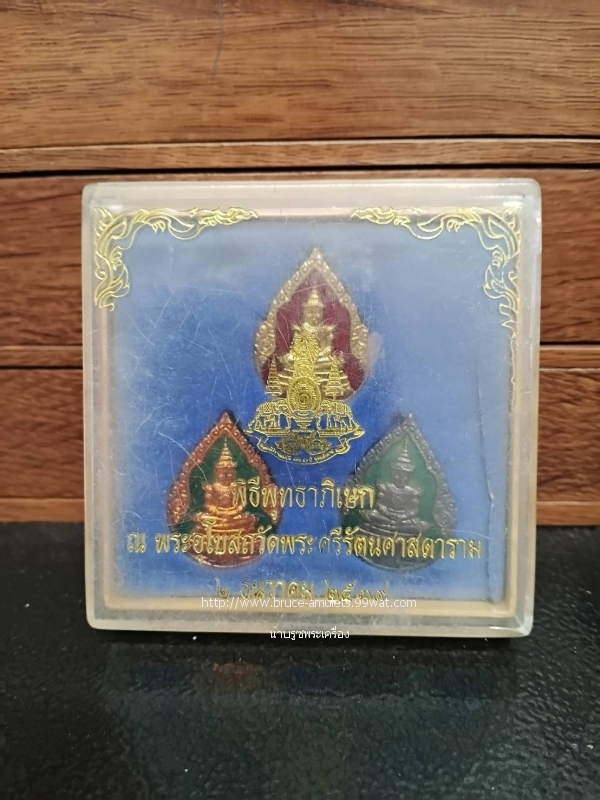 พิธีพุทธาภิเษก
ณ พระอุโบสถวัดพระศรีรัตนศาสดาราม
๒ ธันวาคม ๒๕๓๙
http://www.bruce-amulets.99wat.com
น้าบรูซพระเครื่อง